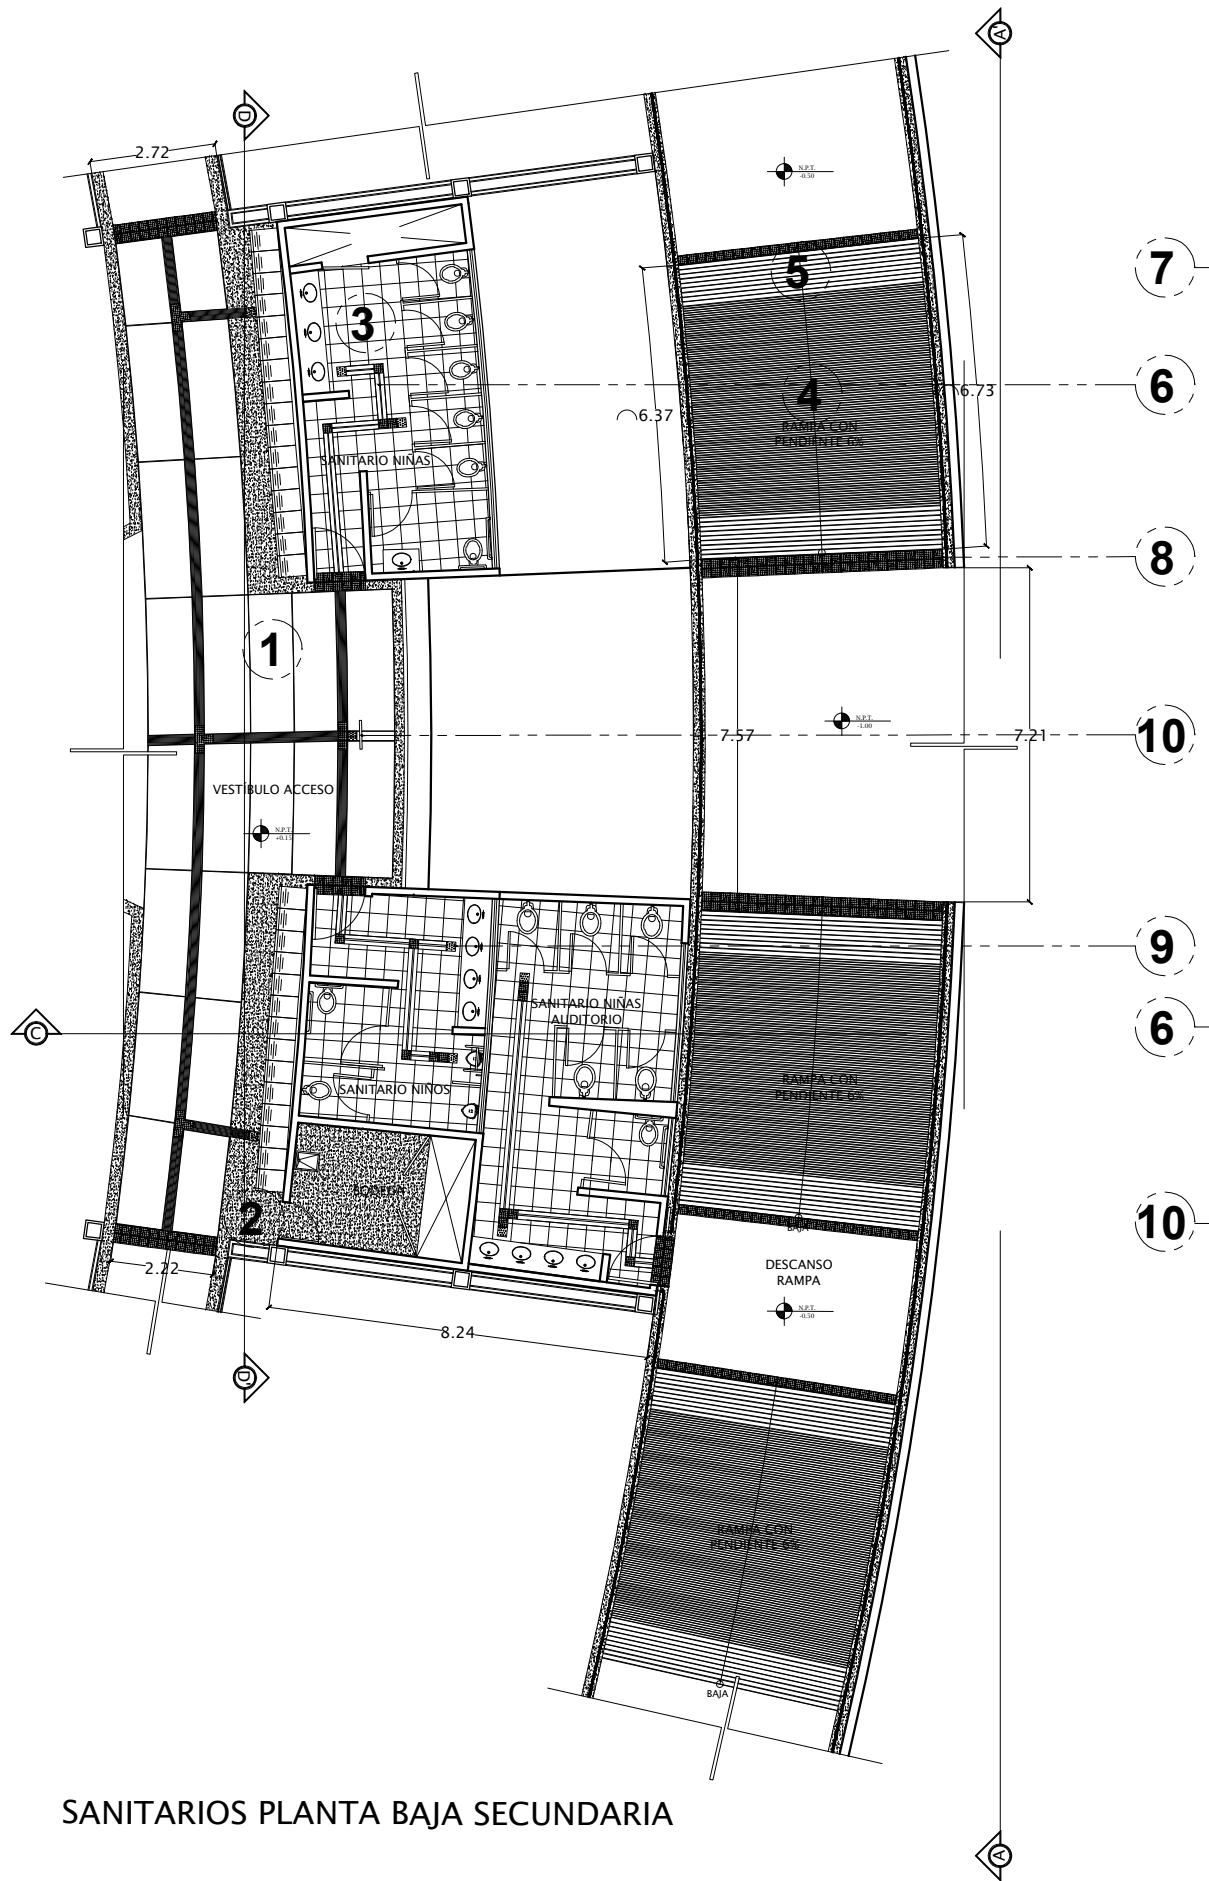 A'
D
2.72
N.P.T.
-0.50
7
5
3
6
4
6.73
6.37
RAMPA CON
PENDIENTE 6%
SANITARIO NIÑAS
8
1
N.P.T.
-1.00
10
7.57
7.21
VESTÍBULO ACCESO
N.P.T.
+0.15
9
SANITARIO NIÑAS
AUDITORIO
6
C
RAMPA CON
PENDIENTE 6%
SANITARIO NIÑOS
BODEGA
2
10
BAJA
2.22
DESCANSO
RAMPA
N.P.T.
-0.50
8.24
D'
RAMPA CON
PENDIENTE 6%
BAJA
SANITARIOS PLANTA BAJA SECUNDARIA
A